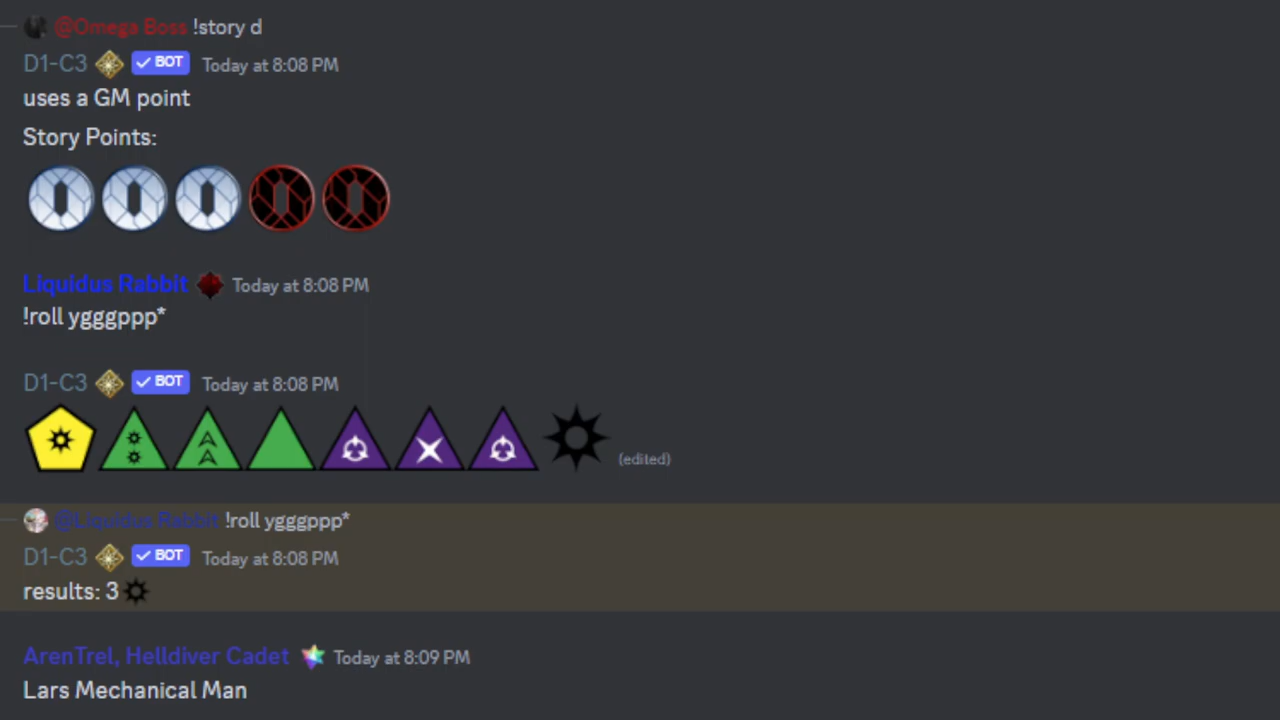 @Omega Boss !story d
D1-C3 BOT Today at 8:08 PM
uses a GM point
Story Points:
Liquidus Rabbit Today at 8:08 PM
!roll ygggppp*
D1-C3 BOT Today at 8:08 PM
(edited)
@Liquidus Rabbit !roll ygggppp*
D1-C3 BOT Today at 8:08 PM
results: 3
ArenTrel, Helldiver Cadet Today at 8:09 PM
Lars Mechanical Man